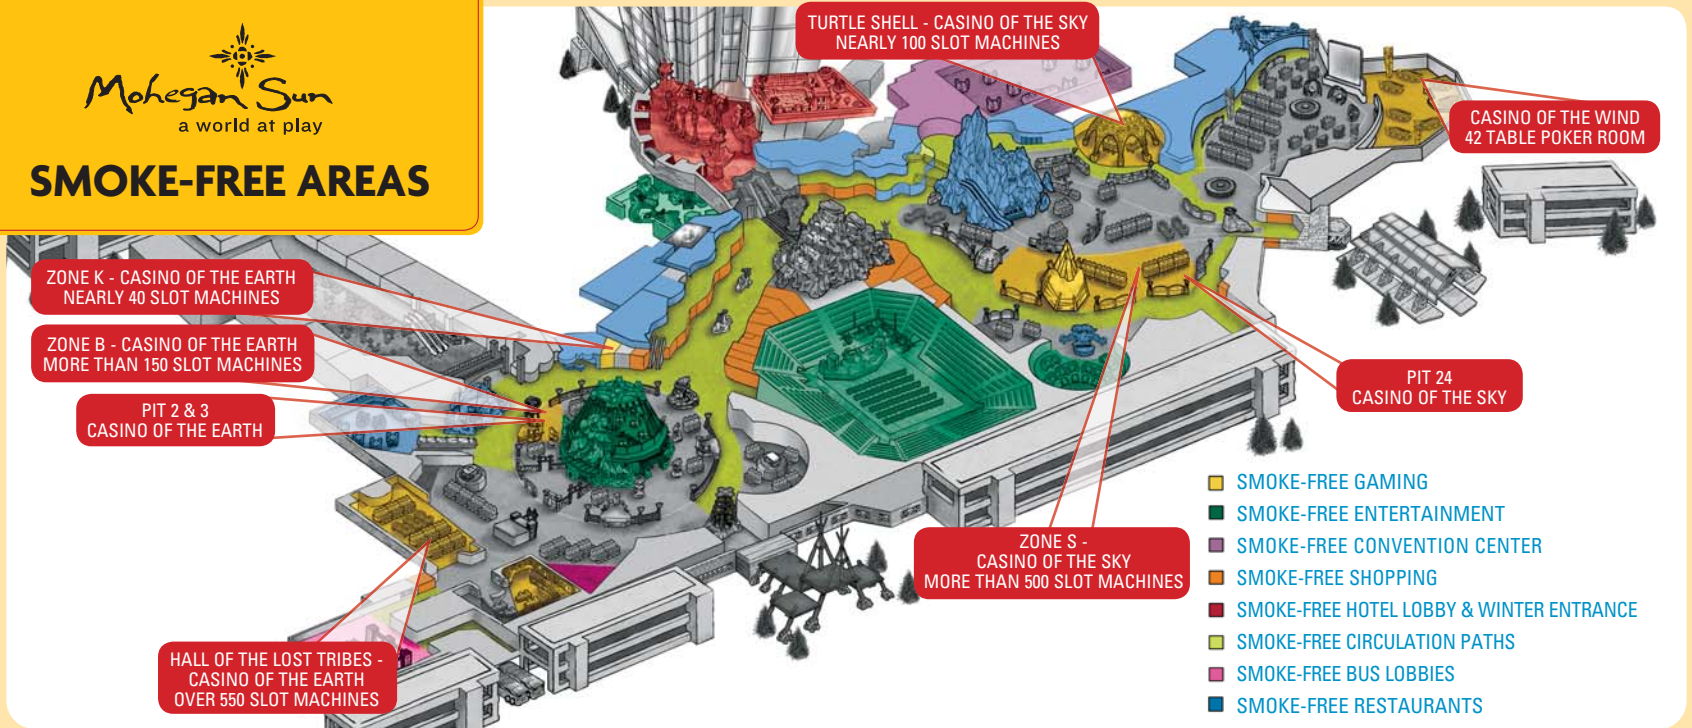 Mohegan Sun
a world at play
SMOKE-FREE AREAS
TURTLE SHELL - CASINO OF THE SKY
NEARLY 100 SLOT MACHINES
CASINO OF THE WIND
42 TABLE POKER ROOM
ZONE K - CASINO OF THE EARTH
NEARLY 40 SLOT MACHINES
ZONE B - CASINO OF THE EARTH
MORE THAN 150 SLOT MACHINES
PIT 2 & 3
CASINO OF THE EARTH
PIT 24
CASINO OF THE SKY
ZONE S -
CASINO OF THE SKY
MORE THAN 500 SLOT MACHINES
HALL OF THE LOST TRIBES -
CASINO OF THE EARTH
OVER 550 SLOT MACHINES
SMOKE-FREE GAMING
SMOKE-FREE ENTERTAINMENT
SMOKE-FREE CONVENTION CENTER
SMOKE-FREE SHOPPING
SMOKE-FREE HOTEL LOBBY & WINTER ENTRANCE
SMOKE-FREE CIRCULATION PATHS
SMOKE-FREE BUS LOBBIES
SMOKE-FREE RESTAURANTS